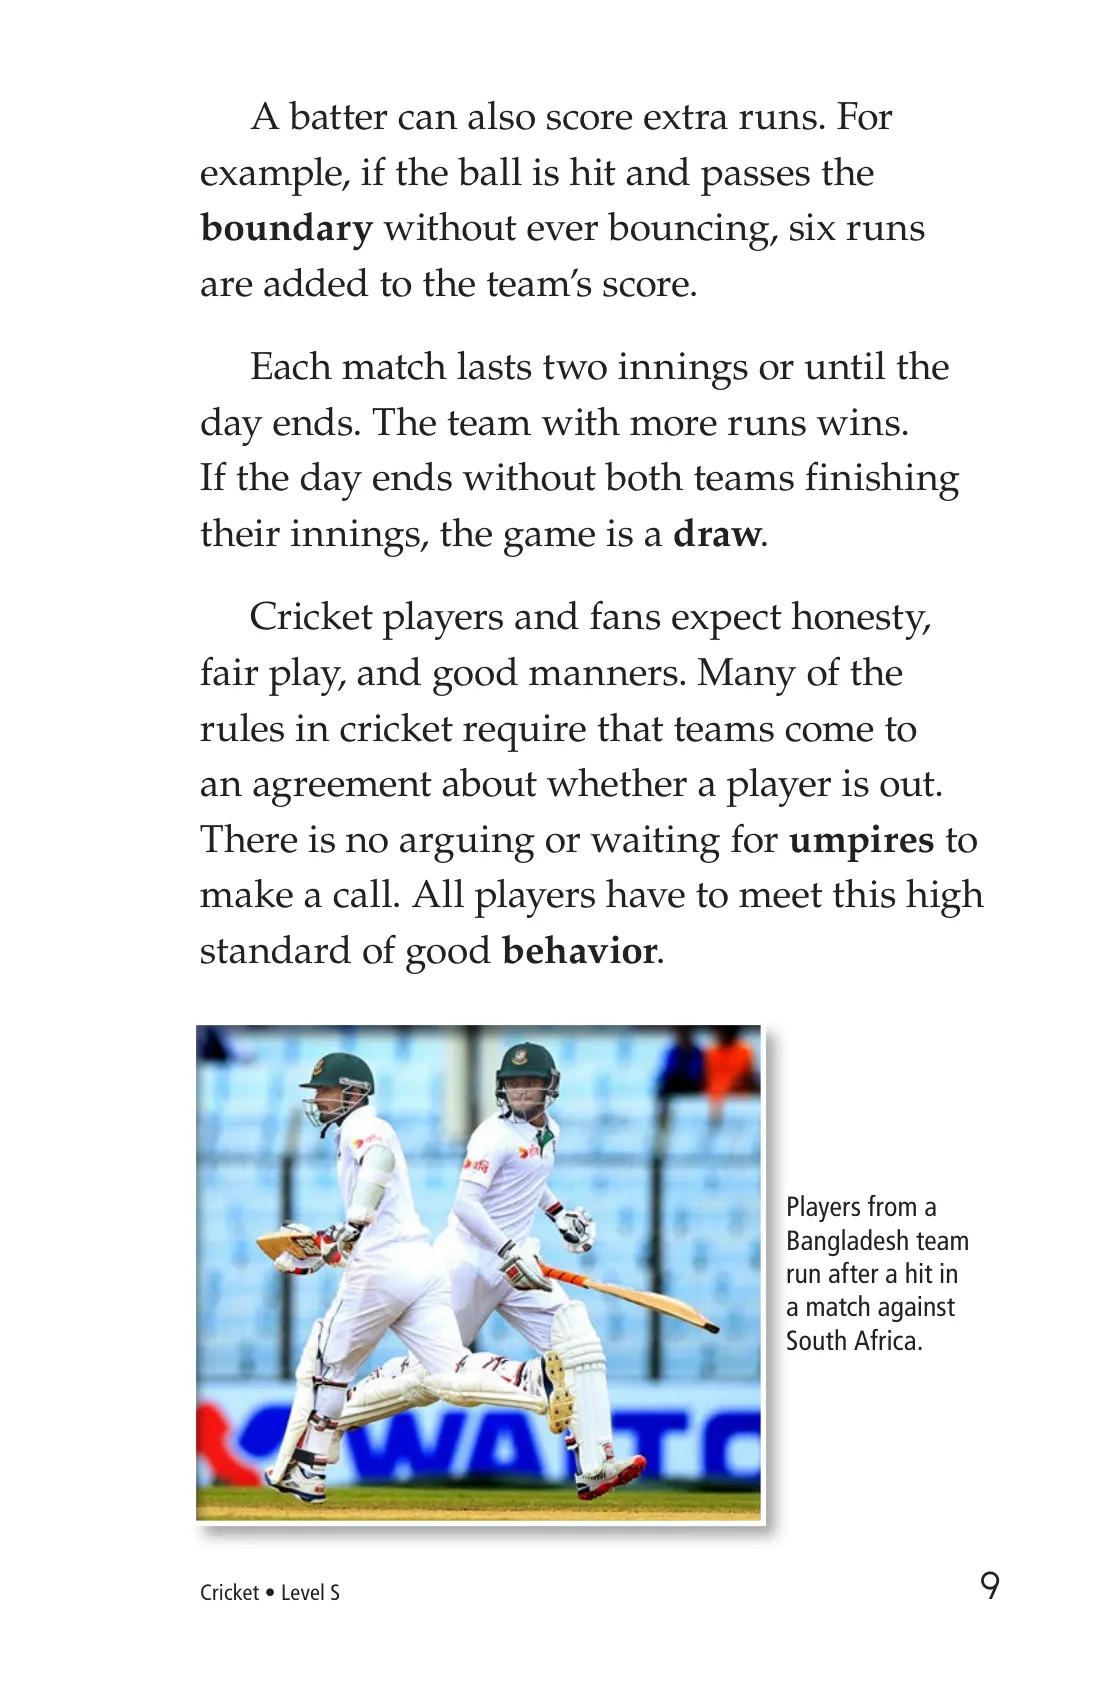 A batter can also score extra runs. For
example, if the ball is hit and passes the
boundary without ever bouncing, six runs
are added to the team’s score.
Each match lasts two innings or until the
day ends. The team with more runs wins.
If the day ends without both teams finishing
their innings, the game is a draw.
Cricket players and fans expect honesty,
fair play, and good manners. Many of the
rules in cricket require that teams come to
an agreement about whether a player is out.
There is no arguing or waiting for umpires to
make a call. All players have to meet this high
standard of good behavior.
WALTO
Players from a
Bangladesh team
run after a hit in
a match against
South Africa.
Cricket • Level S
9